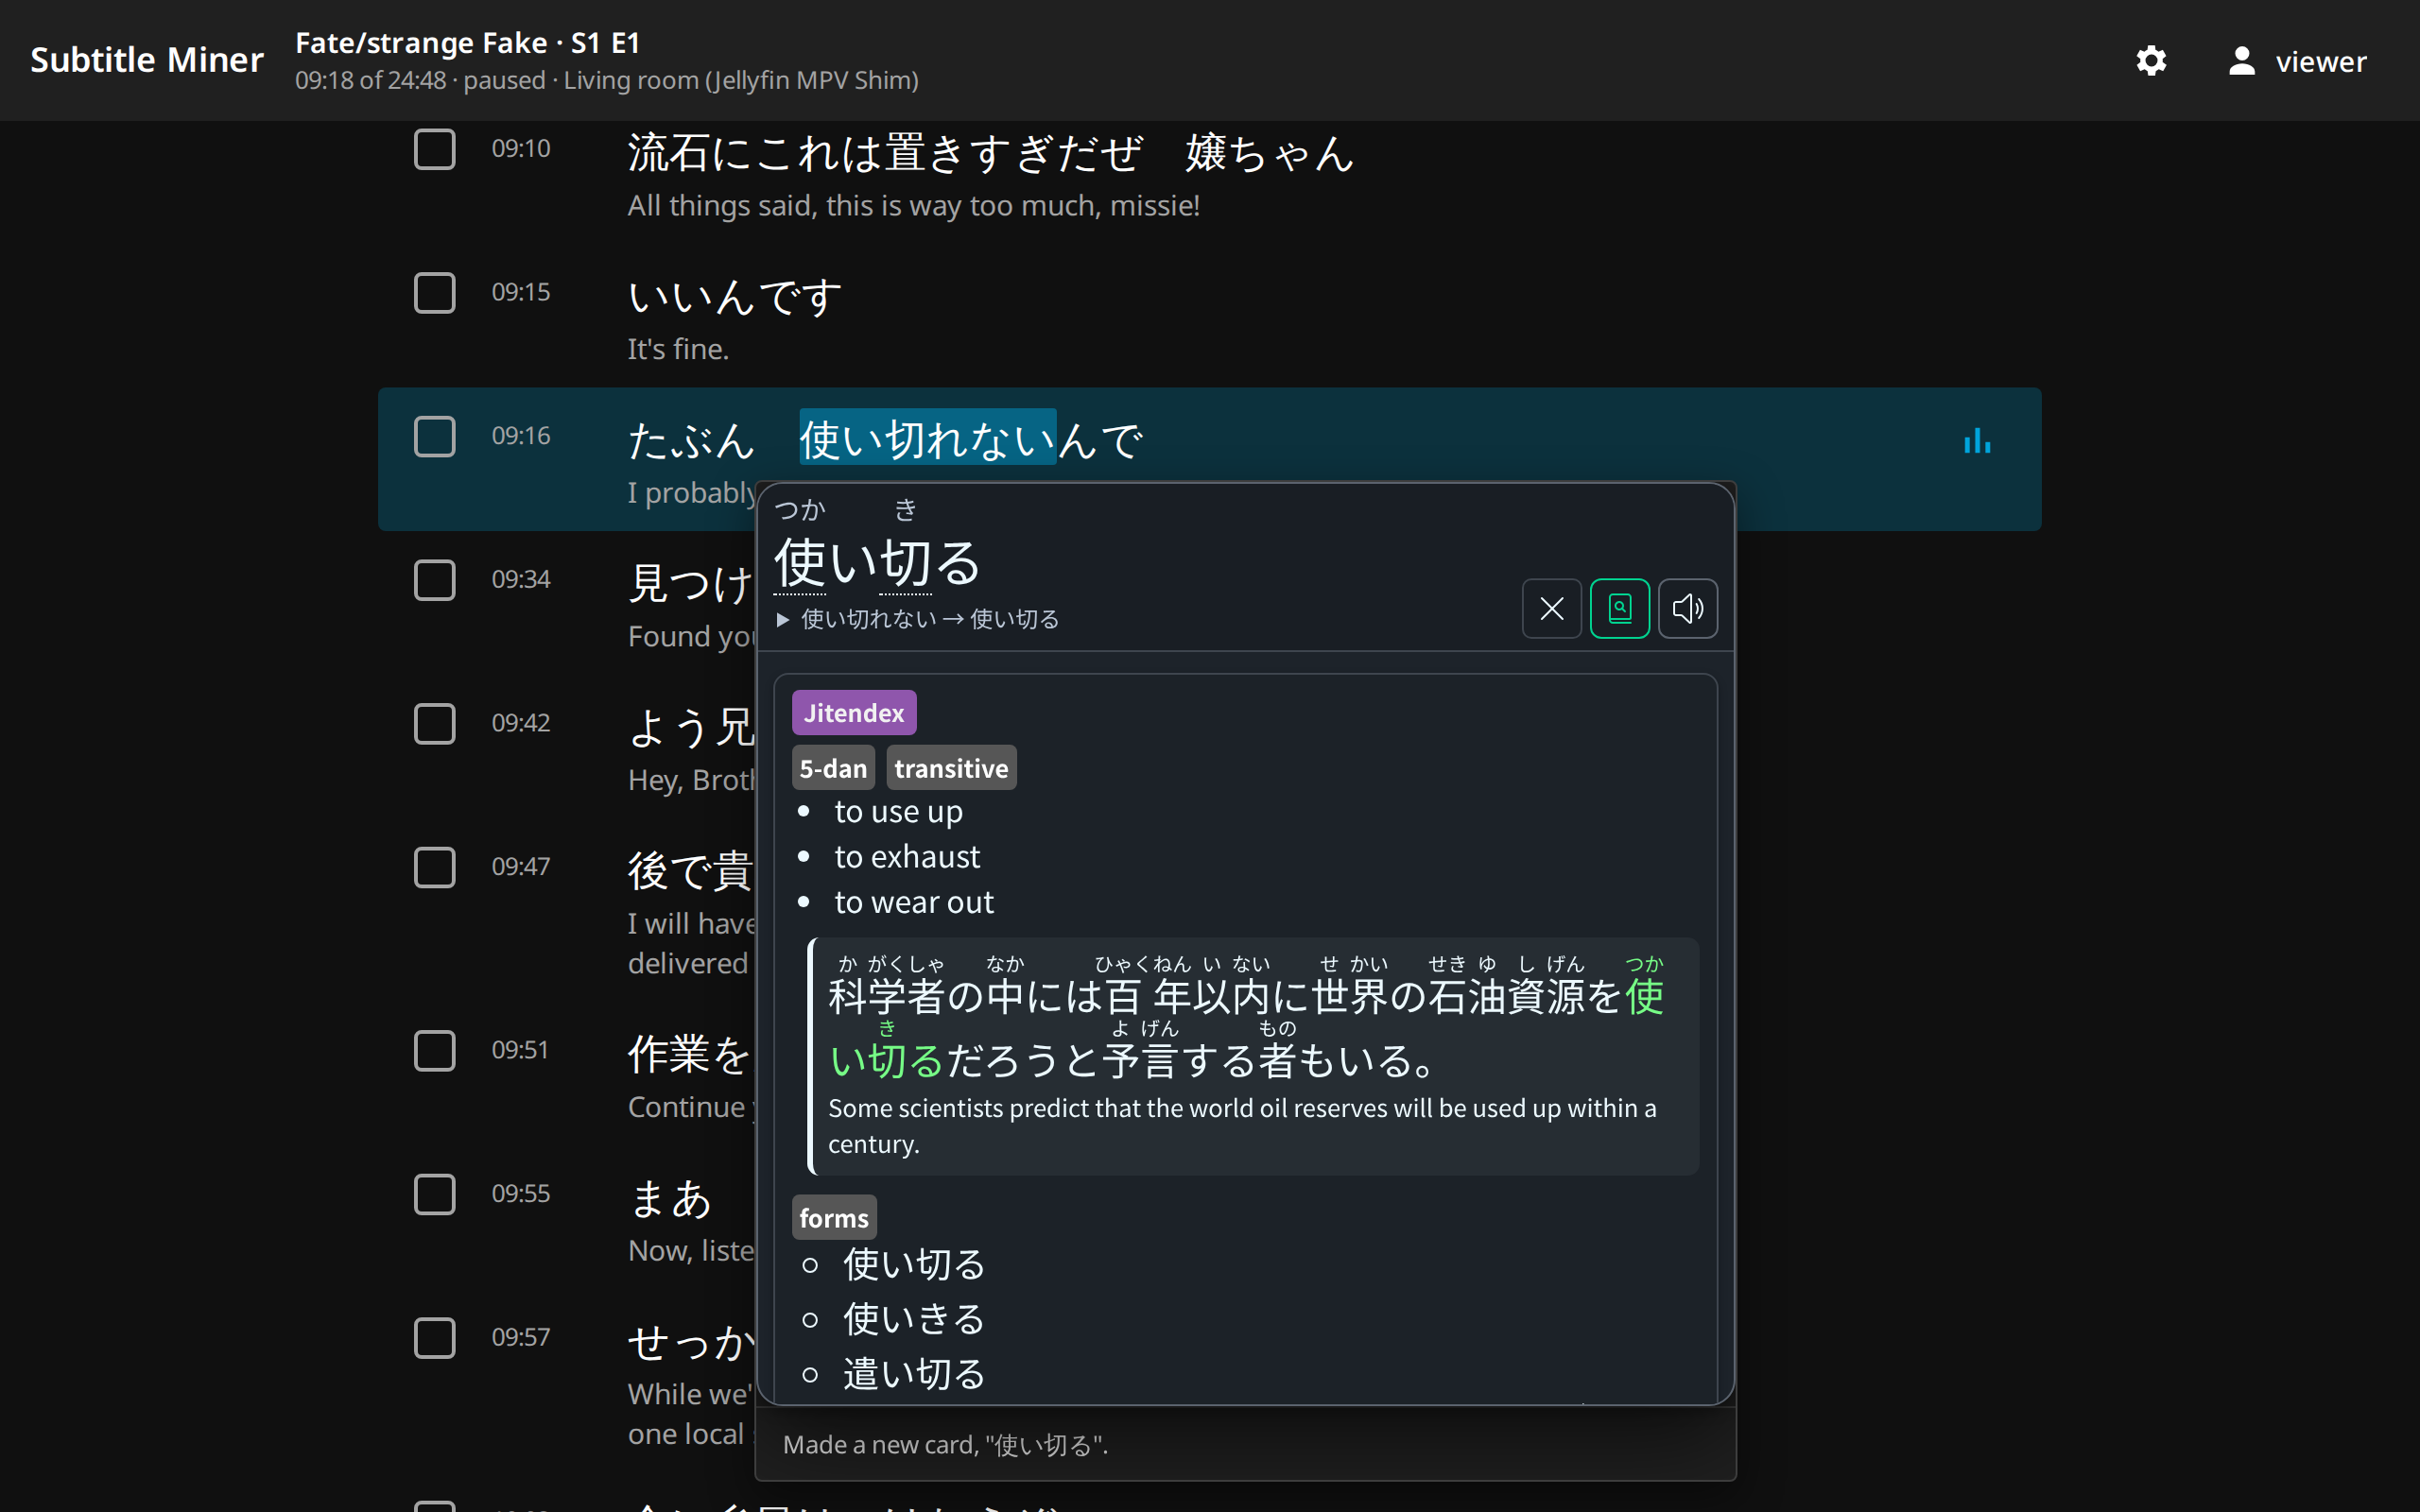 Subtitle Miner
Fate/strange Fake · S1 E1
09:18 of 24:48 · paused · Living room (Jellyfin MPV Shim)
viewer
09:10
流石にこれは置きすぎだぜ　嬢ちゃん
All things said, this is way too much, missie!
09:15
いいんです
It's fine.
09:16
たぶん　使い切れないんで
I probably
つか き
使い切る
使い切れない → 使い切る
Jitendex
5-dan transitive
to use up
to exhaust
to wear out
か がくしゃ なか ひゃくねん い ない せ かい せき ゆ し げん つか
科学者の中には百年以内に世界の石油資源を使
き よ げん もの
い切るだろうと予言する者もいる。
Some scientists predict that the world oil reserves will be used up within a
century.
forms
使い切る
使いきる
遣い切る
Made a new card, "使い切る".
09:34
見つけ
Found you
09:42
よう兄
Hey, Broth
09:47
後で貴
I will have
delivered
09:51
作業を
Continue
09:55
まあ
Now, liste
09:57
せっか
While we'
one local